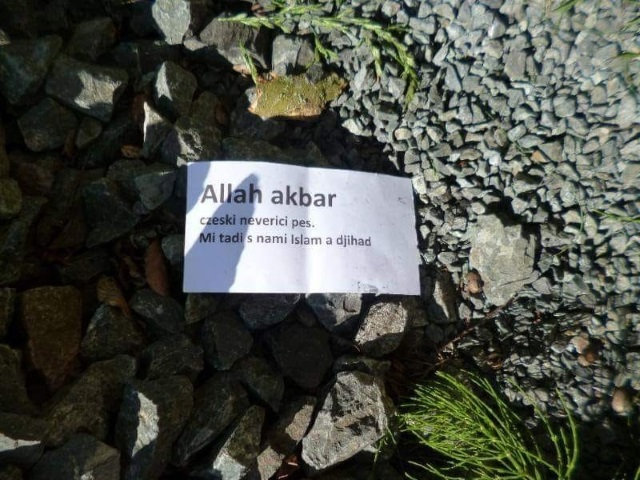 Allah akbar
czeski neverici pes.
Mi tadi s nami Islam a djihad